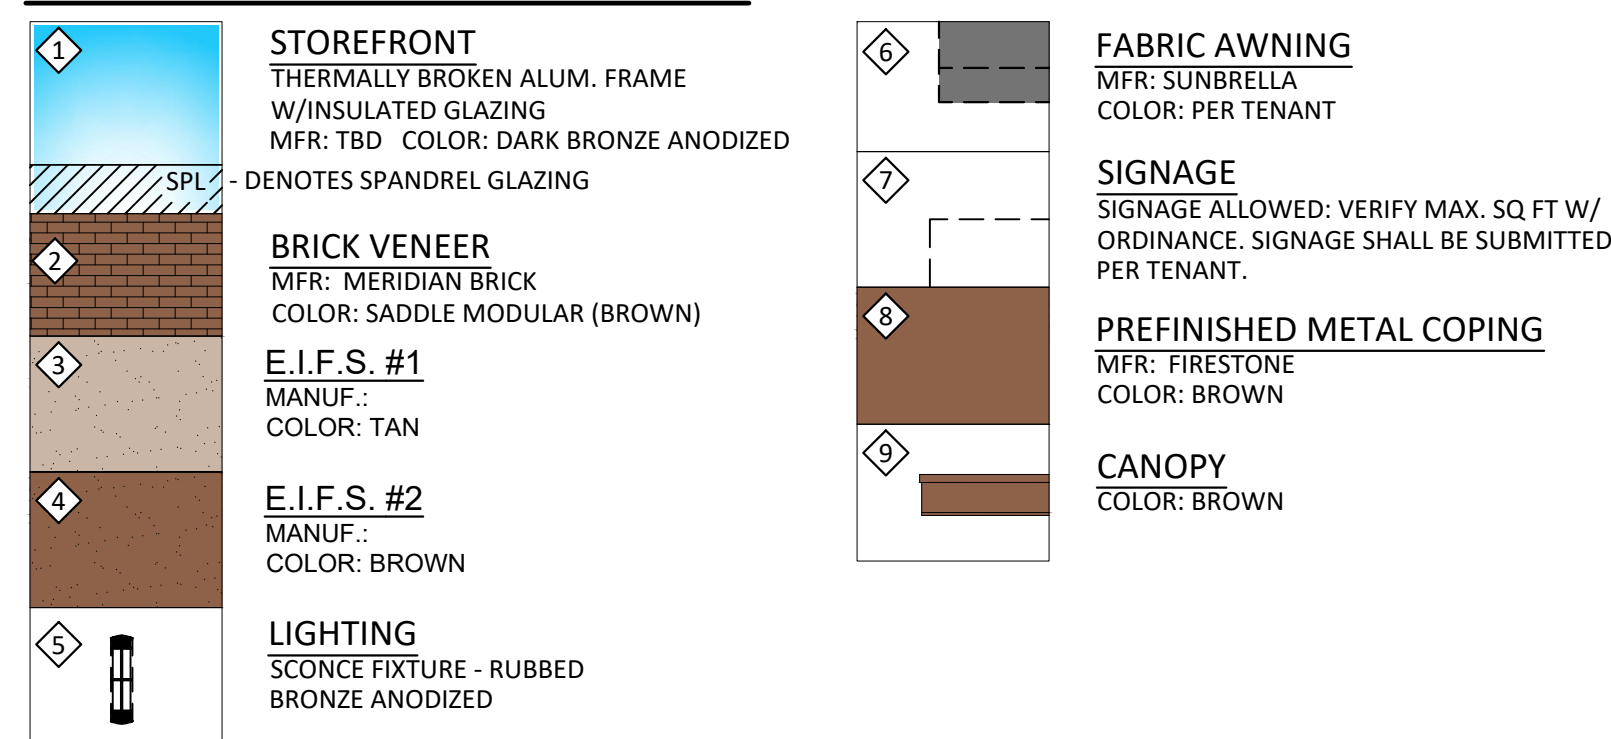 1
STOREFRONT
THERMALLY BROKEN ALUM. FRAME
W/INSULATED GLAZING
MFR: TBD   COLOR: DARK BRONZE ANODIZED
SPL - DENOTES SPANDREL GLAZING
2
BRICK VENEER
MFR:  MERIDIAN BRICK
COLOR: SADDLE MODULAR (BROWN)
3
E.I.F.S. #1
MANUF.:
COLOR: TAN
4
E.I.F.S. #2
MANUF.:
COLOR: BROWN
5
LIGHTING
SCONCE FIXTURE - RUBBED
BRONZE ANODIZED
6
FABRIC AWNING
MFR: SUNBRELLA
COLOR: PER TENANT
7
SIGNAGE
SIGNAGE ALLOWED: VERIFY MAX. SQ FT W/
ORDINANCE. SIGNAGE SHALL BE SUBMITTED
PER TENANT.
8
PREFINISHED METAL COPING
MFR:  FIRESTONE
COLOR: BROWN
9
CANOPY
COLOR: BROWN